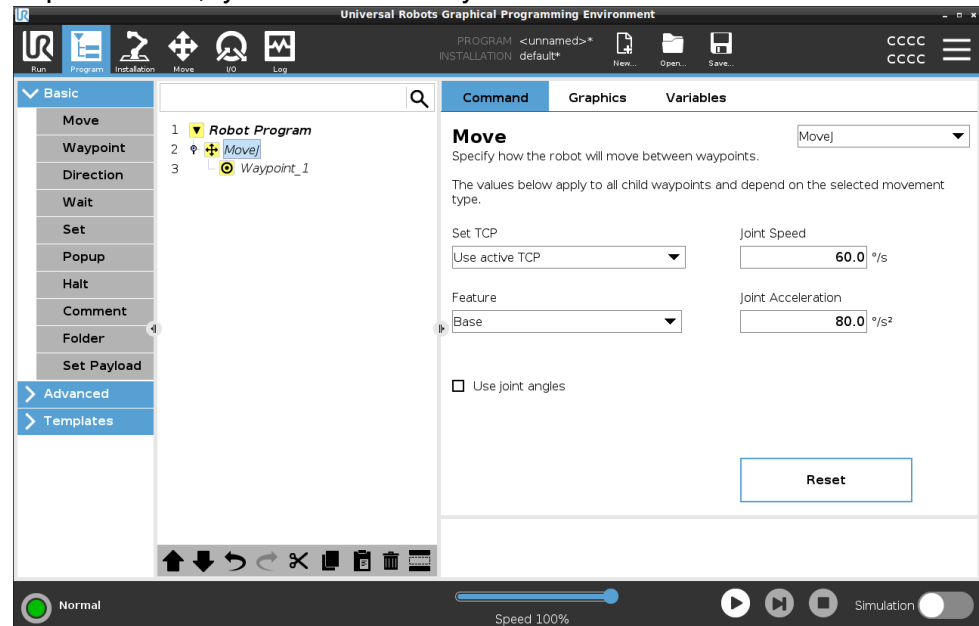 Universal Robots Graphical Programming Environment
UR
Run
Program
Installation
Move
I/O
Log
PROGRAM <unnamed>*
INSTALLATION default*
New...
Open...
Save...
CCCC
CCCC
Basic
Move
Waypoint
Direction
Wait
Set
Popup
Halt
Comment
Folder
Set Payload
Advanced
Templates
1 Robot Program
2 MoveJ
3 Waypoint_1
Command Graphics Variables
Move
MoveJ
Specify how the robot will move between waypoints.
The values below apply to all child waypoints and depend on the selected movement
type.
Set TCP
Use active TCP
Joint Speed
60.0 °/s
Feature
Base
Joint Acceleration
80.0 °/s²
Use joint angles
Reset
Normal
Speed 100%
Simulation